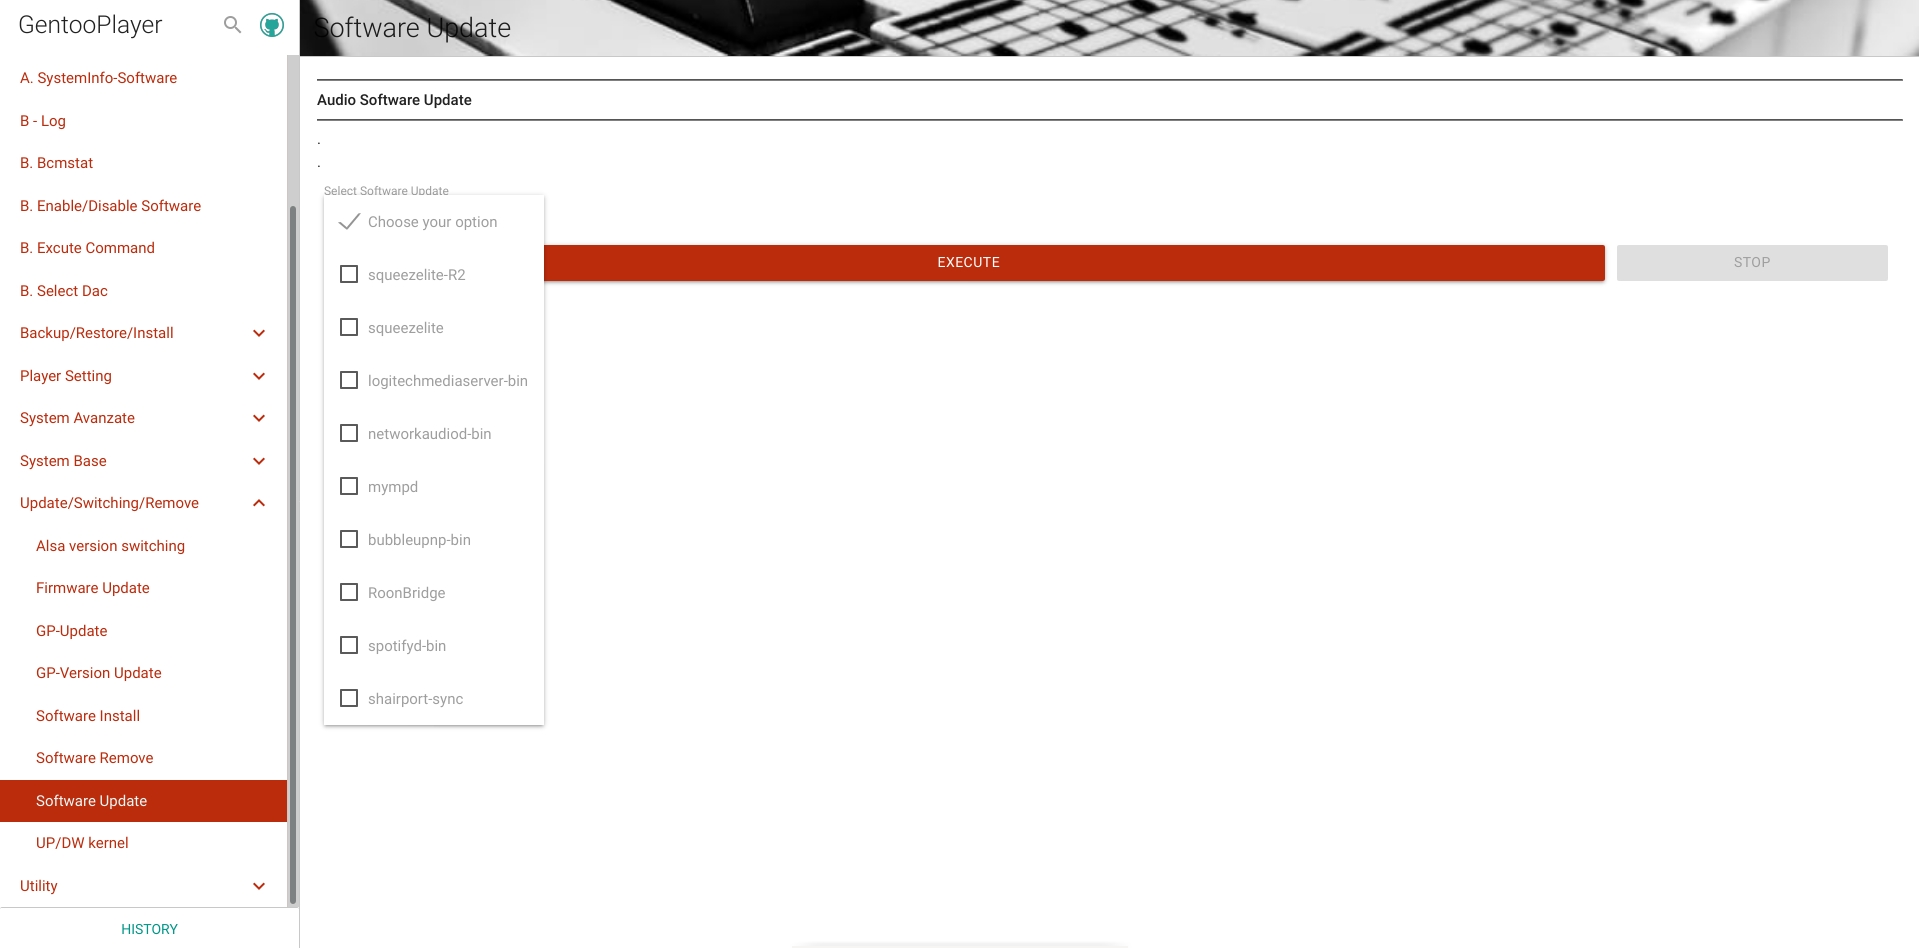 GentooPlayer
Software Update
A. SystemInfo-Software
B - Log
B. Bcmstat
B. Enable/Disable Software
B. Excute Command
B. Select Dac
Backup/Restore/Install
Player Setting
System Avanzate
System Base
Update/Switching/Remove
Alsa version switching
Firmware Update
GP-Update
GP-Version Update
Software Install
Software Remove
Software Update
UP/DW kernel
Utility
HISTORY
Audio Software Update
.
.
Select Software Update
Choose your option
squeezelite-R2
squeezelite
logitechmediaserver-bin
networkaudiod-bin
mympd
bubbleupnp-bin
RoonBridge
spotifyd-bin
shairport-sync
EXECUTE
STOP